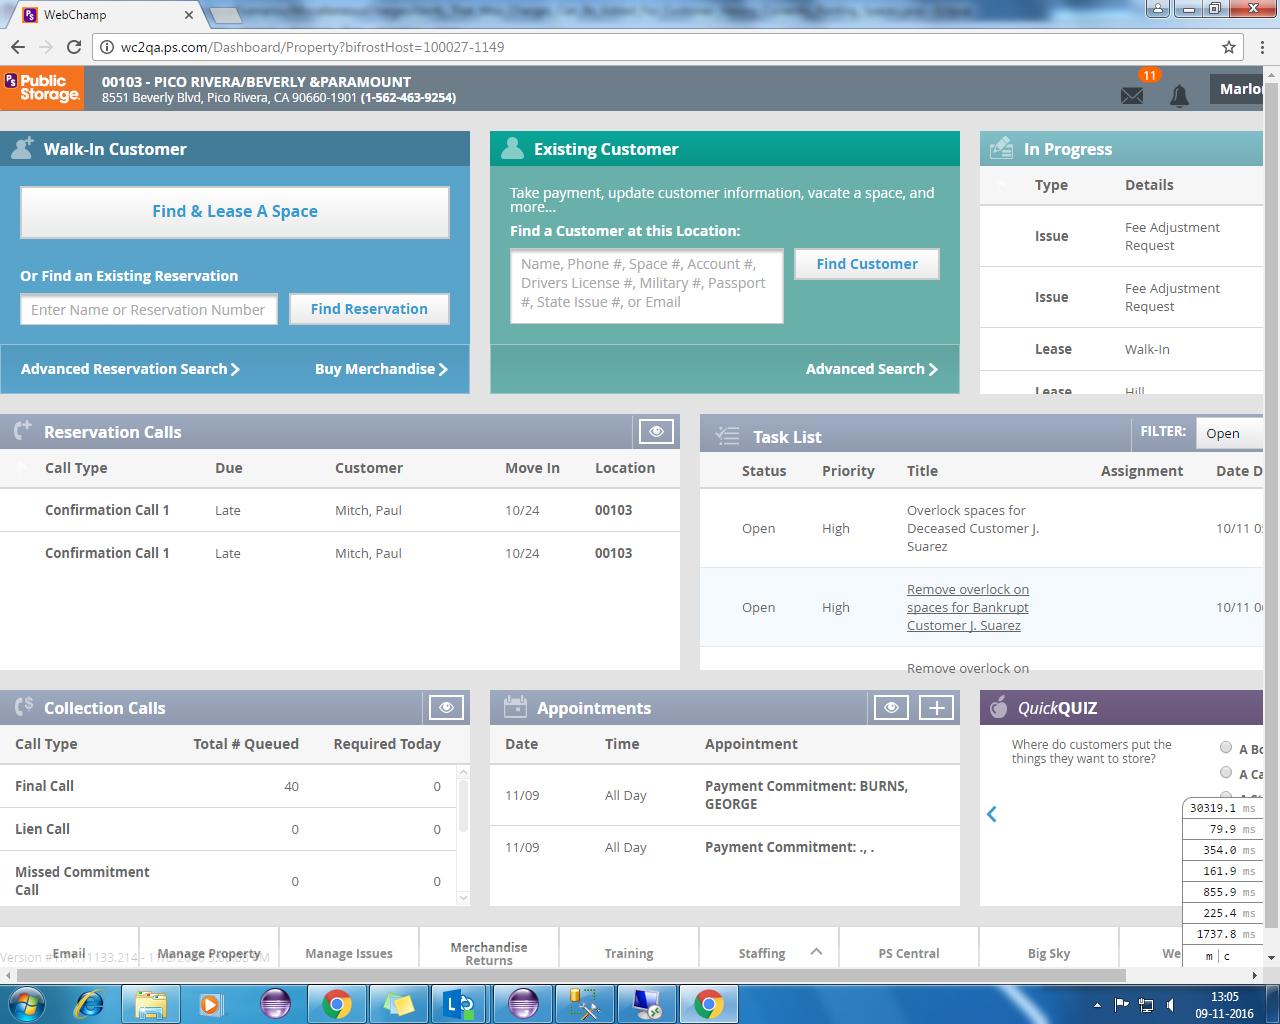 WebChamp
wc2qa.ps.com/Dashboard/Property?bifrostHost=100027-1149
PS Public Storage.
00103 - PICO RIVERA/BEVERLY &PARAMOUNT
8551 Beverly Blvd, Pico Rivera, CA 90660-1901 (1-562-463-9254)
11
Marlo
Walk-In Customer
Find & Lease A Space
Or Find an Existing Reservation
Enter Name or Reservation Number
Find Reservation
Advanced Reservation Search
Buy Merchandise
Existing Customer
Take payment, update customer information, vacate a space, and
more...
Find a Customer at this Location:
Name, Phone #, Space #, Account #,
Drivers License #, Military #, Passport
#, State Issue #, or Email
Find Customer
Advanced Search
In Progress
Type Details
Issue Fee Adjustment
Request
Issue Fee Adjustment
Request
Lease Walk-In
Lease Hill
Reservation Calls
Call Type Due Customer Move In Location
Confirmation Call 1 Late Mitch, Paul 10/24 00103
Confirmation Call 1 Late Mitch, Paul 10/24 00103
Task List
FILTER: Open
Status Priority Title Assignment Date D
Open High Overlock spaces for
Deceased Customer J.
Suarez
10/11 0
Open High Remove overlock on
spaces for Bankrupt
Customer J. Suarez
10/11 0
Remove overlock on
Collection Calls
Call Type Total # Queued Required Today
Final Call 40 0
Lien Call 0 0
Missed Commitment
Call 0 0
Appointments
Date Time Appointment
11/09 All Day Payment Commitment: BURNS,
GEORGE
11/09 All Day Payment Commitment: ., .
QuickQUIZ
Where do customers put the
things they want to store?
A Bo
A Ca
30319.1 ms
79.9 ms
354.0 ms
161.9 ms
855.9 ms
225.4 ms
1737.8 ms
m | c
Email
Manage Property
Manage Issues
Merchandise
Returns
Training
Staffing
PS Central
Big Sky
We
13:05
09-11-2016